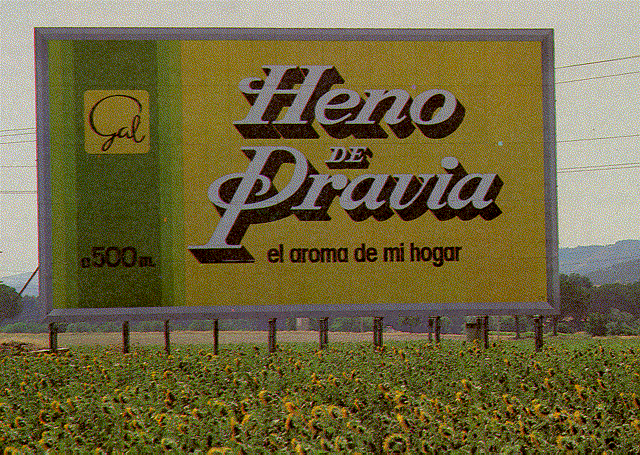 Gal
Heno
DE
Pravia
el aroma de mi hogar
a 500 m.